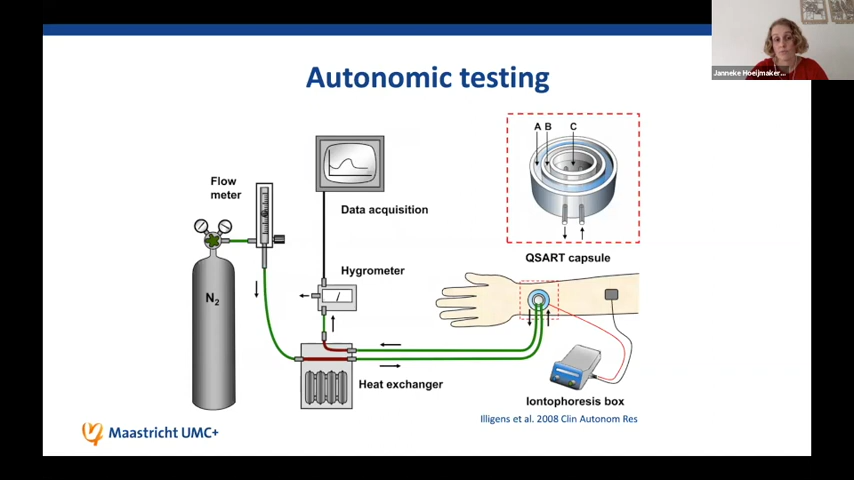 Janneke Hoeijmaker...
Autonomic testing
A B C
Flow
meter
Data acquisition
QSART capsule
Hygrometer
N2
Heat exchanger
Iontophoresis box
Illigens et al. 2008 Clin Autonom Res
Maastricht UMC+